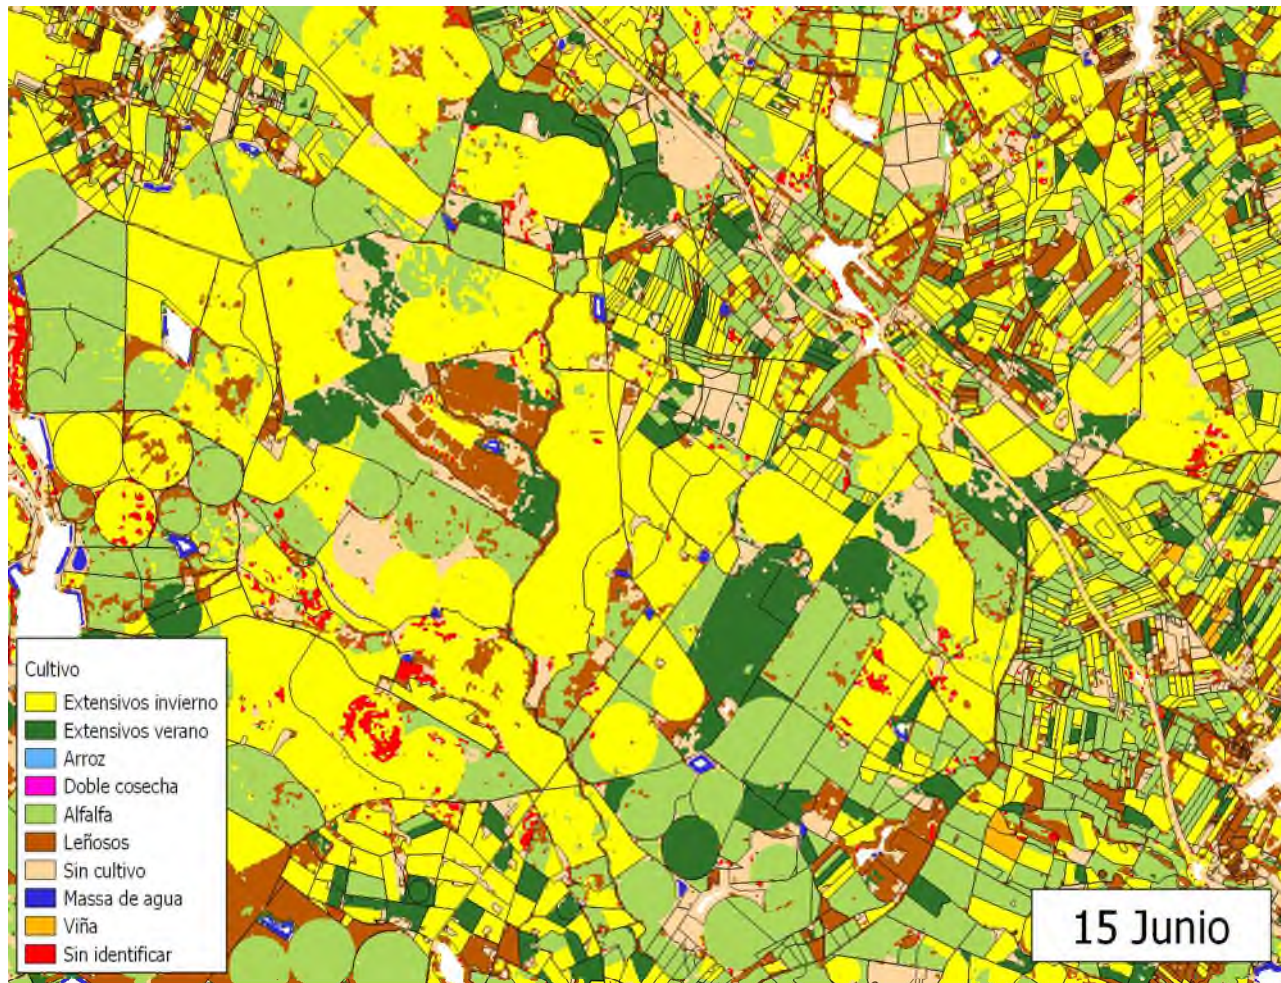 Cultivo
Extensivos invierno
Extensivos verano
Arroz
Doble cosecha
Alfalfa
Leñosos
Sin cultivo
Massa de agua
Viña
Sin identificar
15 Junio